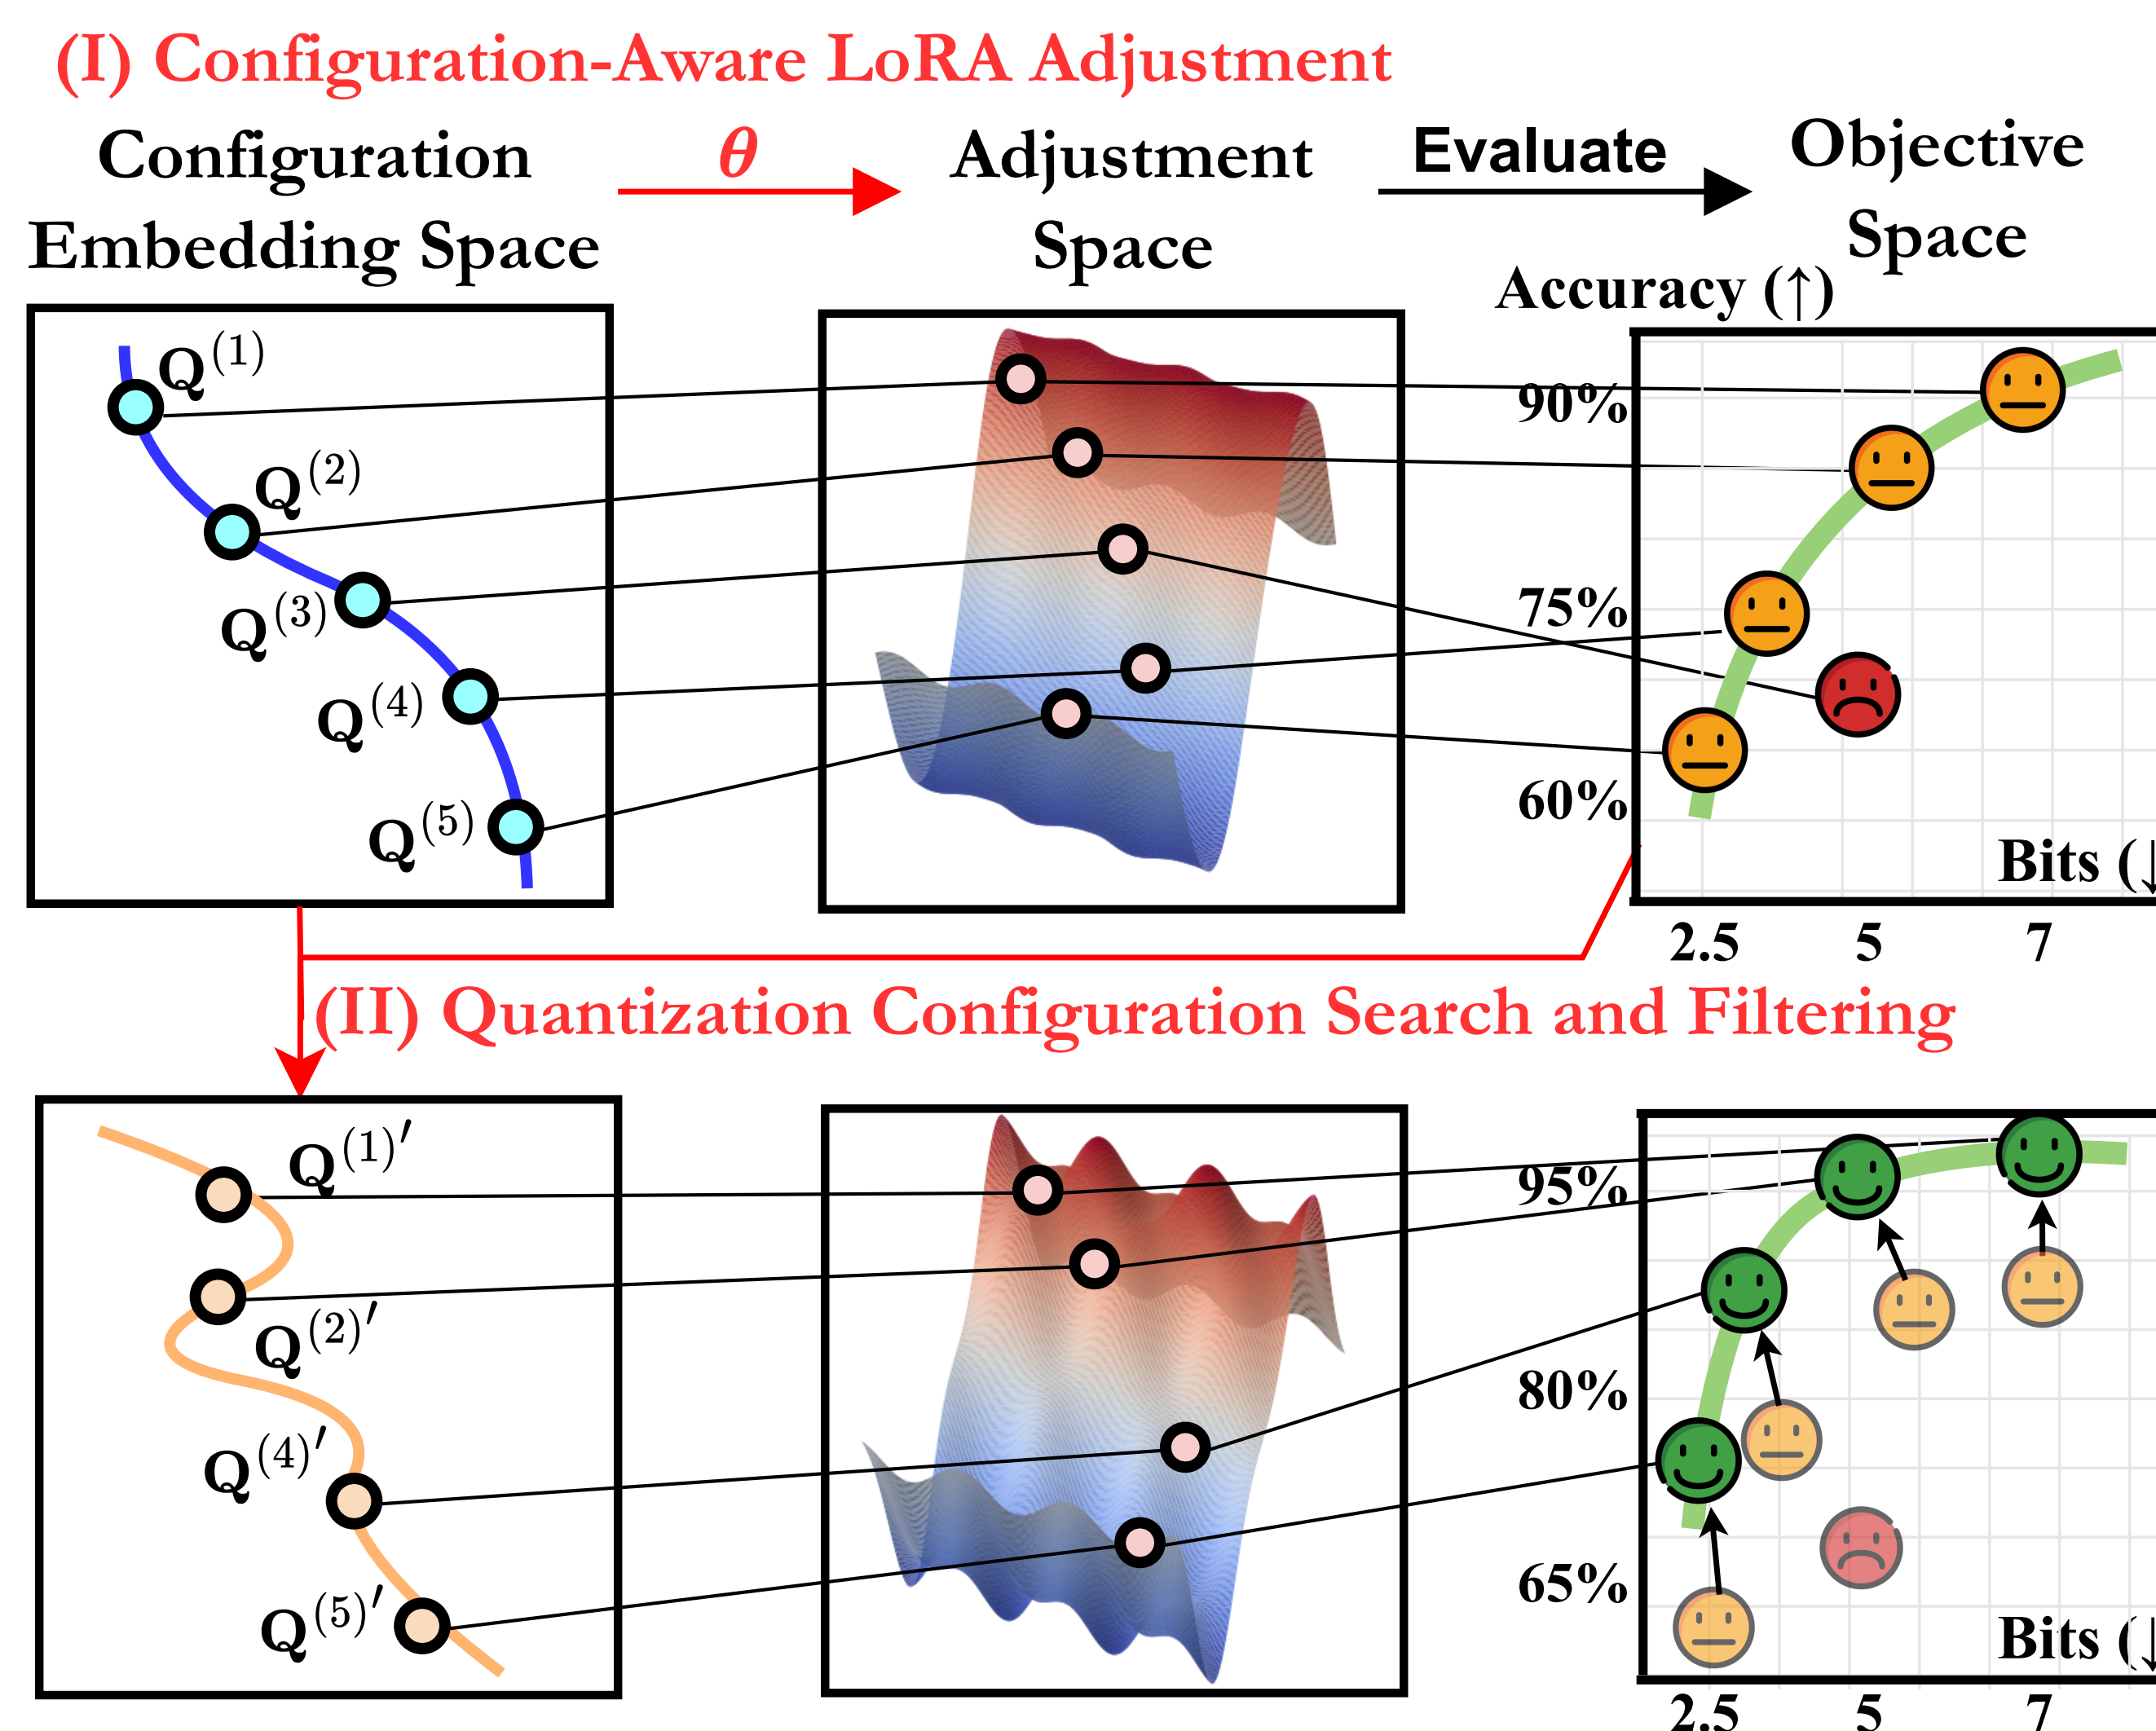 (I) Configuration-Aware LoRA Adjustment
Configuration
Embedding Space
θ
Adjustment
Space
Evaluate
Objective
Space
Accuracy (↑)
Q(1)
Q(2)
Q(3)
Q(4)
Q(5)
90%
75%
60%
Bits (↓
2.5 5 7
(II) Quantization Configuration Search and Filtering
Q(1)′
Q(2)′
Q(4)′
Q(5)′
95%
80%
65%
Bits (↓
2.5 5 7